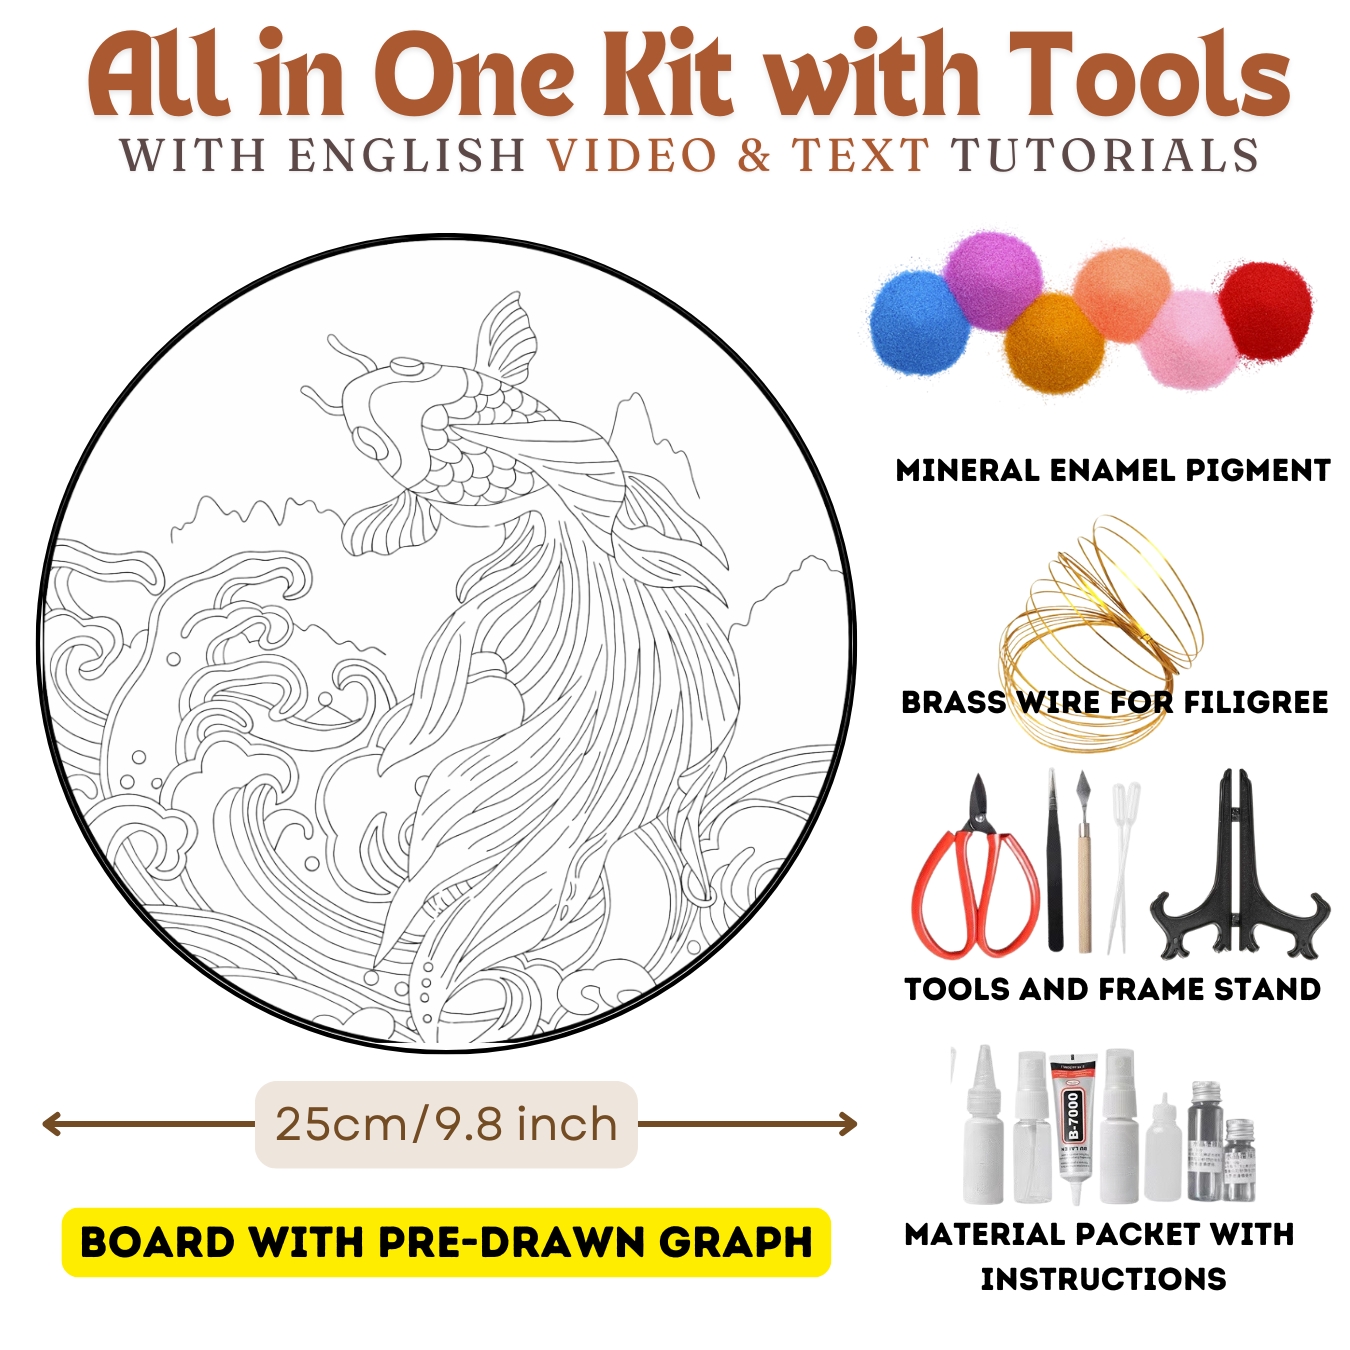 All in One Kit with Tools
WITH ENGLISH VIDEO & TEXT TUTORIALS
MINERAL ENAMEL PIGMENT
BRASS WIRE FOR FILIGREE
TOOLS AND FRAME STAND
B-7000
25cm/9.8 inch
BOARD WITH PRE-DRAWN GRAPH
MATERIAL PACKET WITH
INSTRUCTIONS